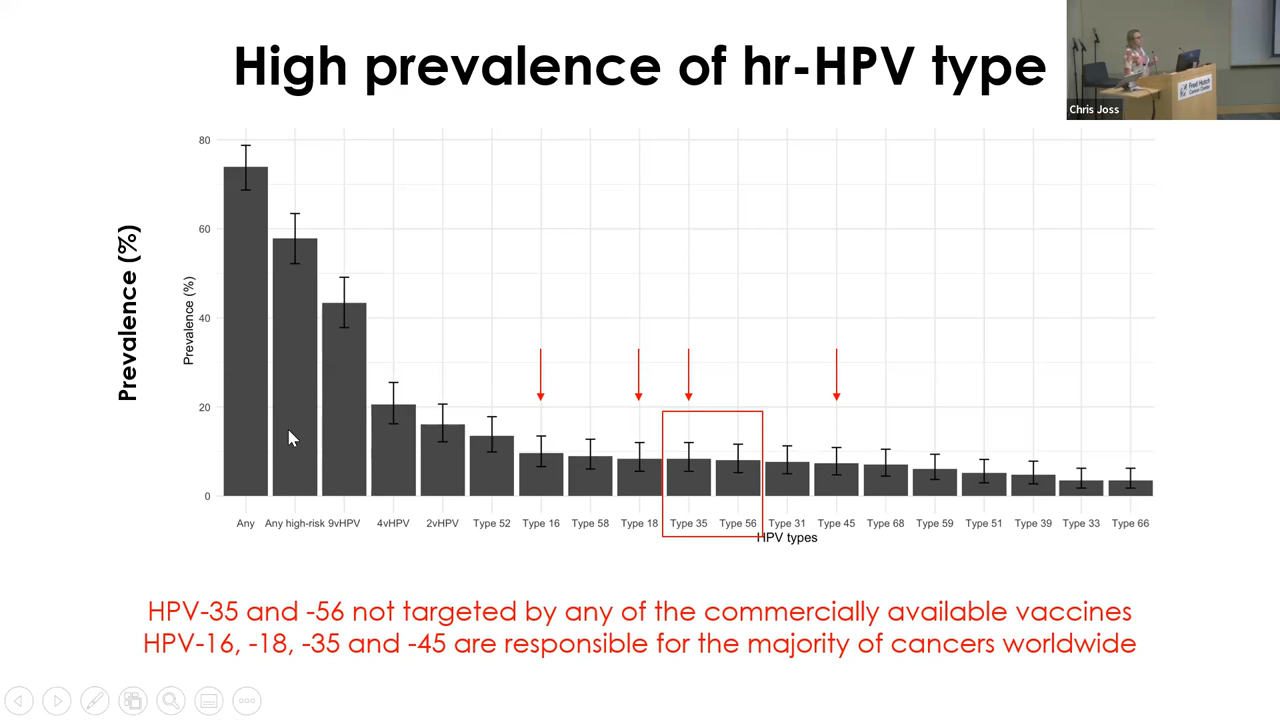 High prevalence of hr-HPV type
Chris Joss
Fred Hutch
Cancer Center
Prevalence (%)
Prevalence (%)
80
60
40
20
0
Any Any high-risk 9vHPV 4vHPV 2vHPV Type 52 Type 16 Type 58 Type 18 Type 35 Type 56 Type 31 Type 45 Type 68 Type 59 Type 51 Type 39 Type 33 Type 66
HPV types
HPV-35 and -56 not targeted by any of the commercially available vaccines
HPV-16, -18, -35 and -45 are responsible for the majority of cancers worldwide